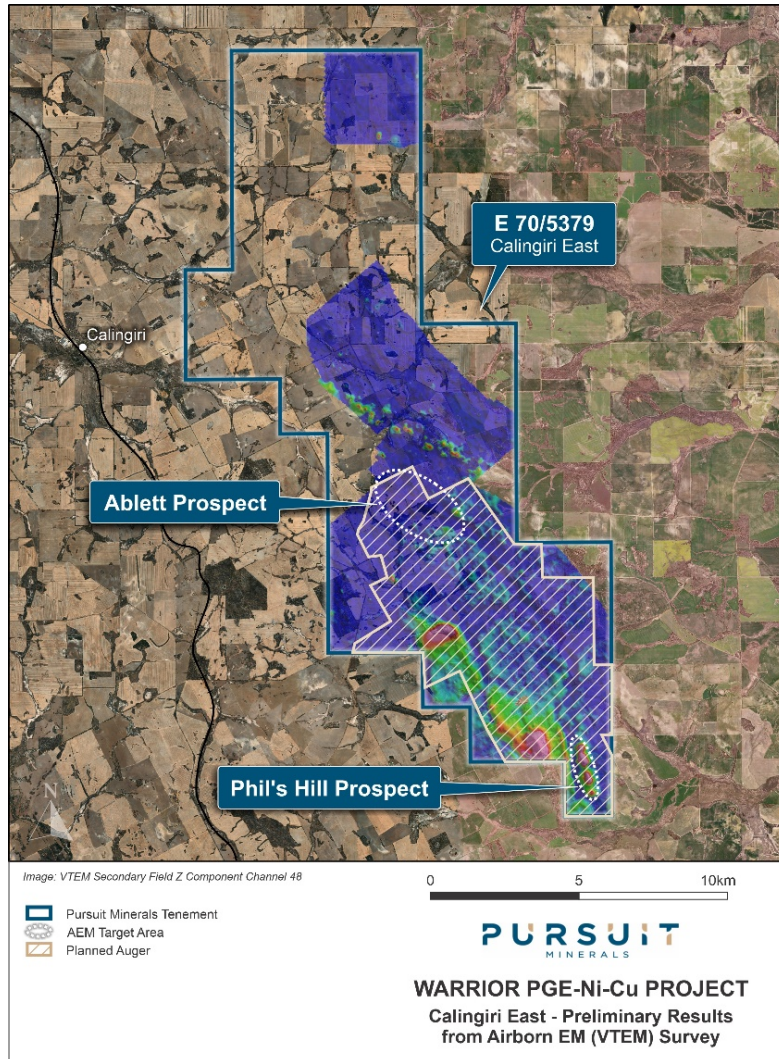 E 70/5379
Calingiri East
Calingiri
Ablett Prospect
Phil's Hill Prospect
N
Image: VTEM Secondary Field Z Component Channel 48
0 5 10km
Pursuit Minerals Tenement
AEM Target Area
Planned Auger
PURSUIT
MINERALS
WARRIOR PGE-Ni-Cu PROJECT
Calingiri East - Preliminary Results
from Airborn EM (VTEM) Survey